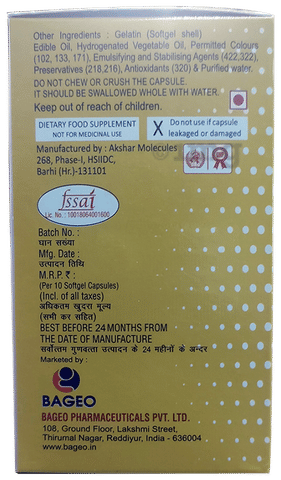 Other Ingredients : Gelatin (Softgel shell)
Edible Oil, Hydrogenated Vegetable Oil, Permitted Colours
(102, 133, 171), Emulsifying and Stabilising Agents (422,322),
Preservatives (218,216), Antioxidants (320) & Purified water.
DO NOT CHEW OR CRUSH THE CAPSULE.
IT SHOULD BE SWALLOWED WHOLE WITH WATER.
Keep out of reach of children.
DIETARY FOOD SUPPLEMENT
NOT FOR MEDICINAL USE
X Do not use if capsule
leakaged or damaged
Manufactured by : Akshar Molecules
268, Phase-I, HSIIDC,
Barhi (Hr.)-131101
fssai
Lic. No. : 10018064001600
Batch No. :
घान सख्या
Mfg. Date :
उत्पादन तिथि
M.R.P. ₹ :
(Per 10 Softgel Capsules)
(Incl. of all taxes)
अधिकतम खुदरा मूल्य
(सभी कर सहित)
BEST BEFORE 24 MONTHS FROM
THE DATE OF MANUFACTURE
सर्वोत्तम गुणवत्ता उत्पादन के 24 महीनों के अन्दर
Marketed by :
BAGEO
BAGEO PHARMACEUTICALS PVT. LTD.
108, Ground Floor, Lakshmi Street,
Thirumal Nagar, Reddiyur, India - 636004
www.bageo.in